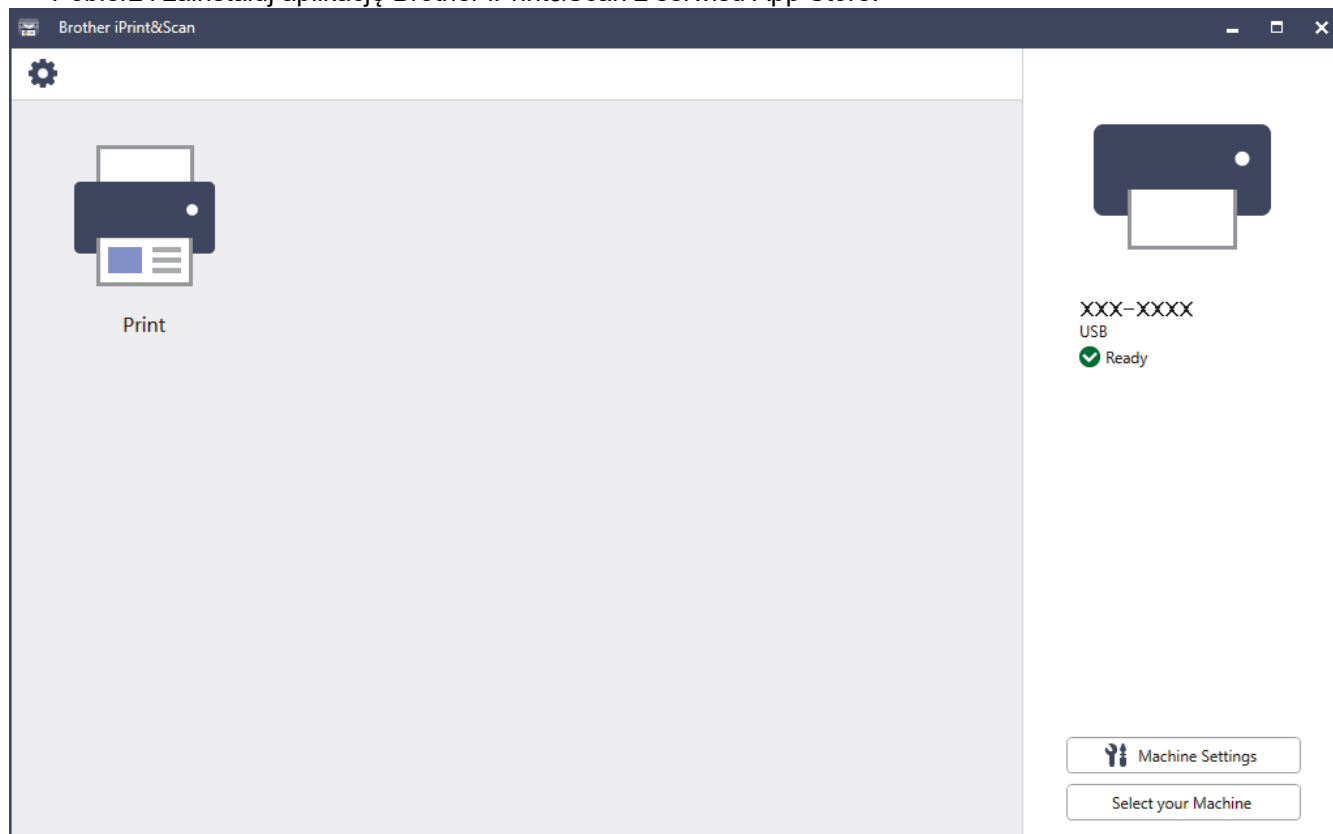 Brother iPrint&Scan
Print
XXX-XXXX
USB
Ready
Machine Settings
Select your Machine